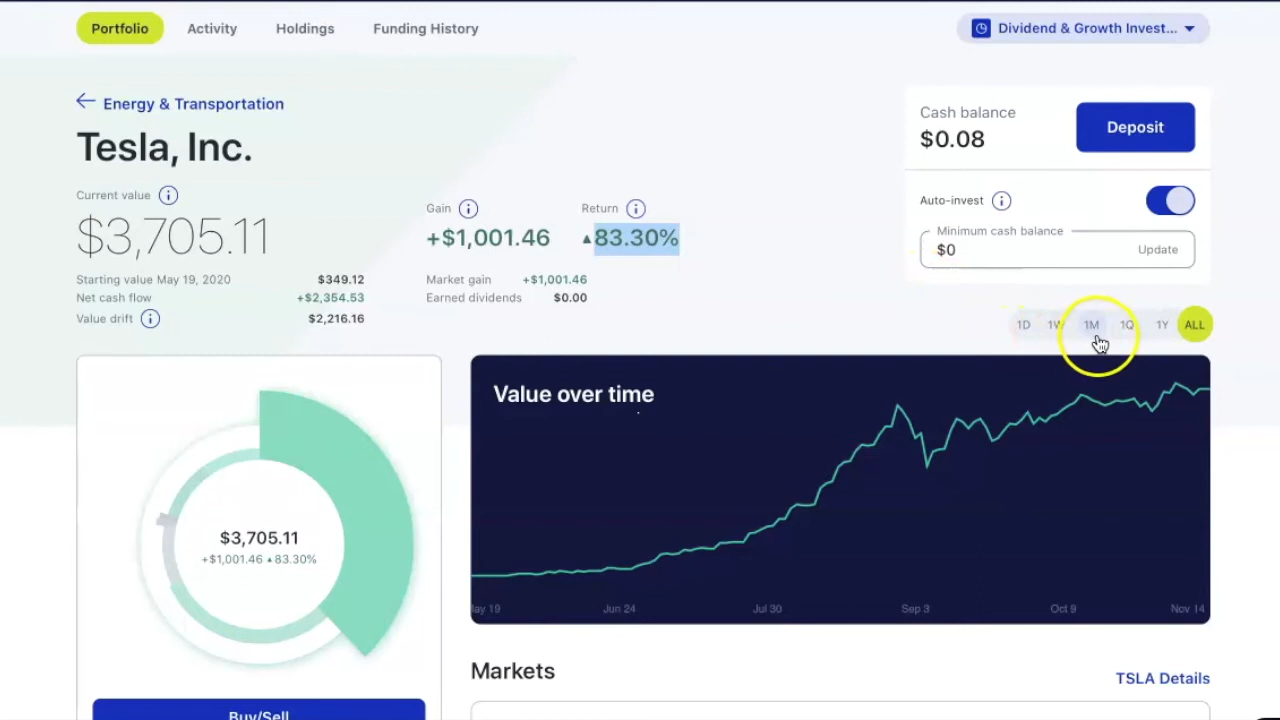 Portfolio Activity Holdings Funding History Dividend & Growth Invest...
Energy & Transportation
Tesla, Inc.
Cash balance
$0.08
Deposit
Current value
$3,705.11
Gain
+$1,001.46
Return
83.30%
Auto-invest
Minimum cash balance
$0 Update
Starting value May 19, 2020 $349.12
Net cash flow +$2,354.53
Value drift $2,216.16
Market gain +$1,001.46
Earned dividends $0.00
1D 1W 1M 1Q 1Y ALL
Value over time
$3,705.11
+$1,001.46 83.30%
ay 19 Jun 24 Jul 30 Sep 3 Oct 9 Nov 14
Buy/Sell
Markets TSLA Details